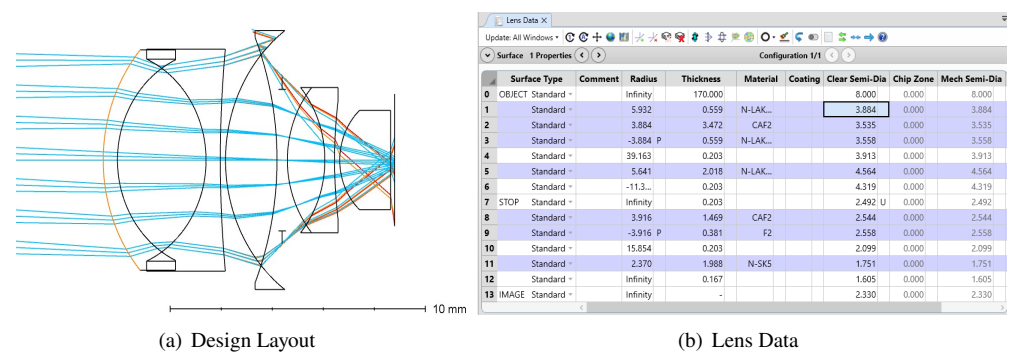 10 mm
(a) Design Layout
Lens Data X
Update: All Windows
Surface 1 Properties Configuration 1/1
Surface Type Comment Radius Thickness Material Coating Clear Semi-Dia Chip Zone Mech Semi-Dia
0 OBJECT Standard Infinity 170.000 8.000 0.000 8.000
1 Standard 5.932 0.559 N-LAK... 3.884 0.000 3.884
2 Standard 3.884 3.472 CAF2 3.535 0.000 3.535
3 Standard -3.884 P 0.559 N-LAK... 3.558 0.000 3.558
4 Standard 39.163 0.203 3.913 0.000 3.913
5 Standard 5.641 2.018 N-LAK... 4.564 0.000 4.564
6 Standard -11.3... 0.203 4.319 0.000 4.319
7 STOP Standard Infinity 0.203 2.492 U 0.000 2.492
8 Standard 3.916 1.469 CAF2 2.544 0.000 2.544
9 Standard -3.916 P 0.381 F2 2.558 0.000 2.558
10 Standard 15.854 0.203 2.099 0.000 2.099
11 Standard 2.370 1.988 N-SK5 1.751 0.000 1.751
12 Standard Infinity 0.167 1.605 0.000 1.605
13 IMAGE Standard Infinity - 2.330 0.000 2.330
(b) Lens Data